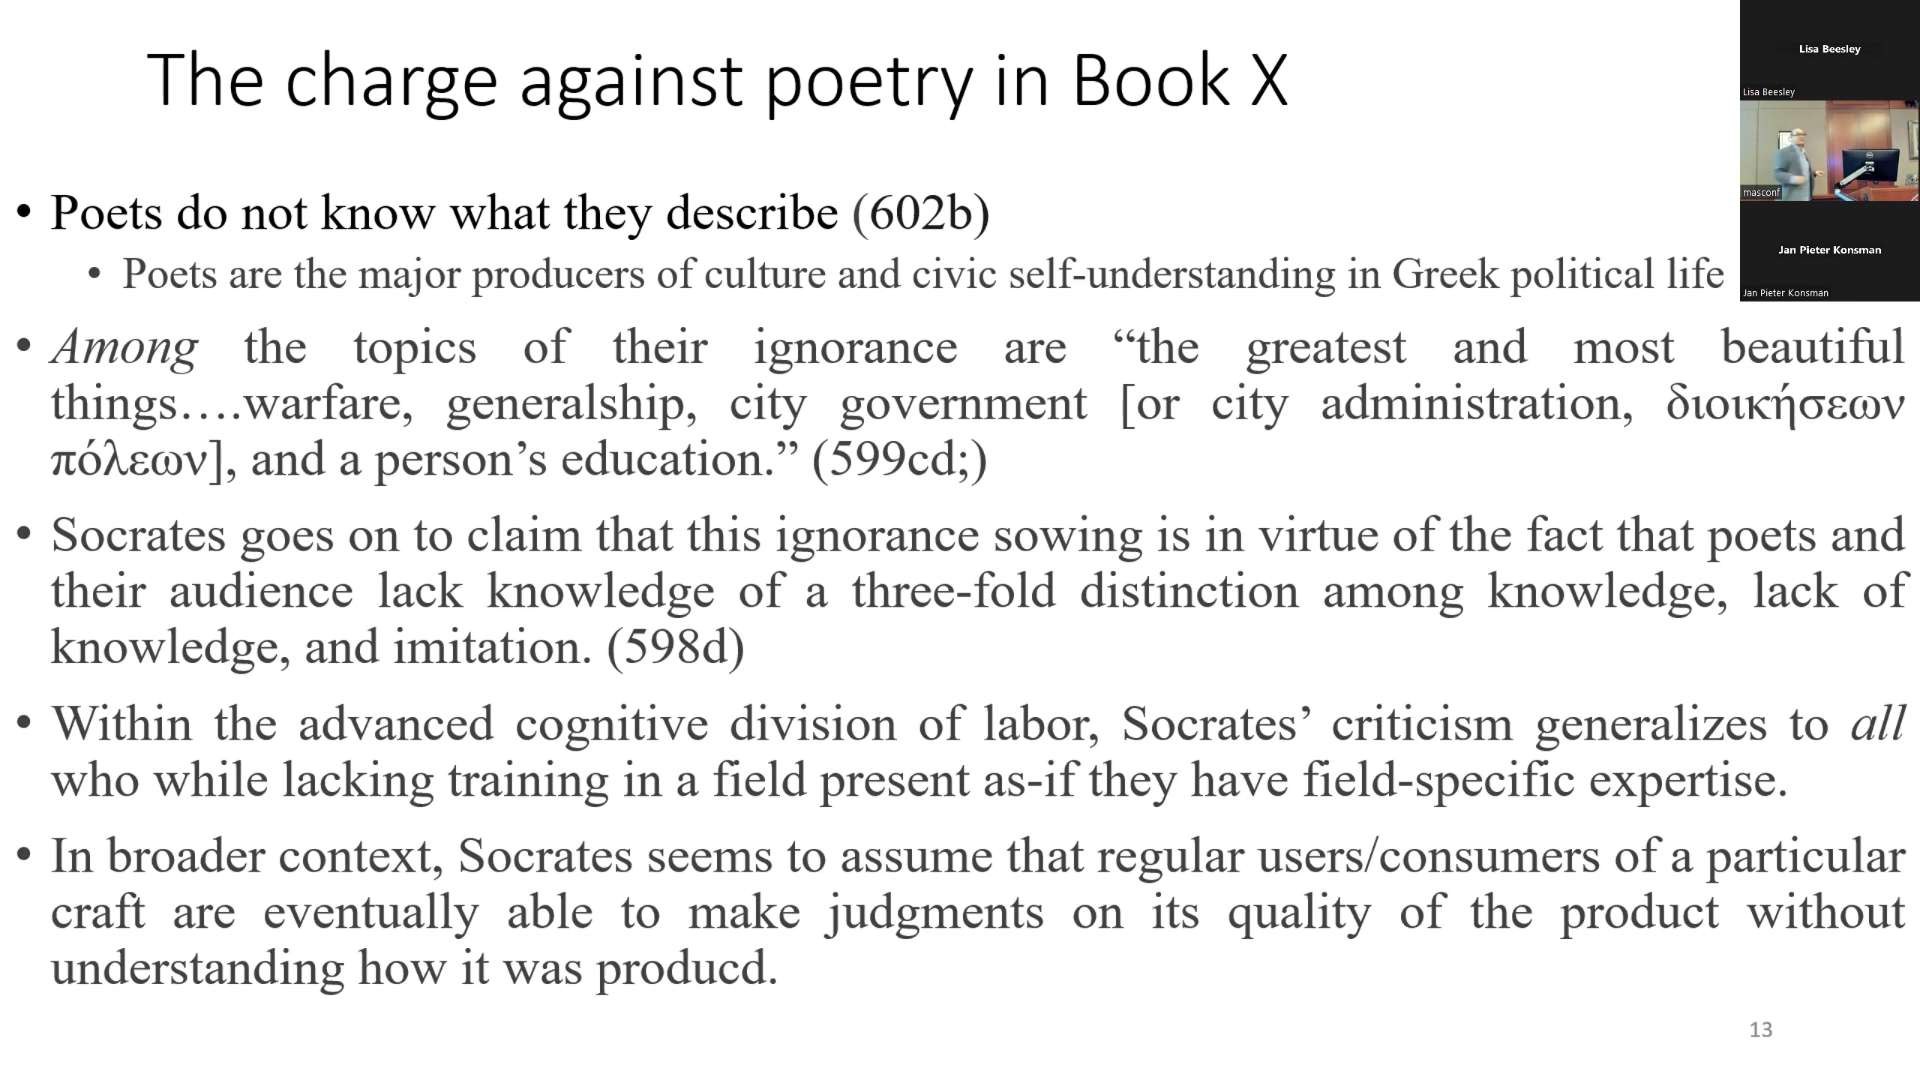 The charge against poetry in Book X
• Poets do not know what they describe (602b)
• Poets are the major producers of culture and civic self-understanding in Greek political life
• Among the topics of their ignorance are “the greatest and most beautiful
things….warfare, generalship, city government [or city administration, διοικήσεων
πόλεων], and a person’s education.” (599cd;)
• Socrates goes on to claim that this ignorance sowing is in virtue of the fact that poets and
their audience lack knowledge of a three-fold distinction among knowledge, lack of
knowledge, and imitation. (598d)
• Within the advanced cognitive division of labor, Socrates’ criticism generalizes to all
who while lacking training in a field present as-if they have field-specific expertise.
• In broader context, Socrates seems to assume that regular users/consumers of a particular
craft are eventually able to make judgments on its quality of the product without
understanding how it was producd.
13
Lisa Beesley
Lisa Beesley
masconf
Jan Pieter Konsman
Jan Pieter Konsman